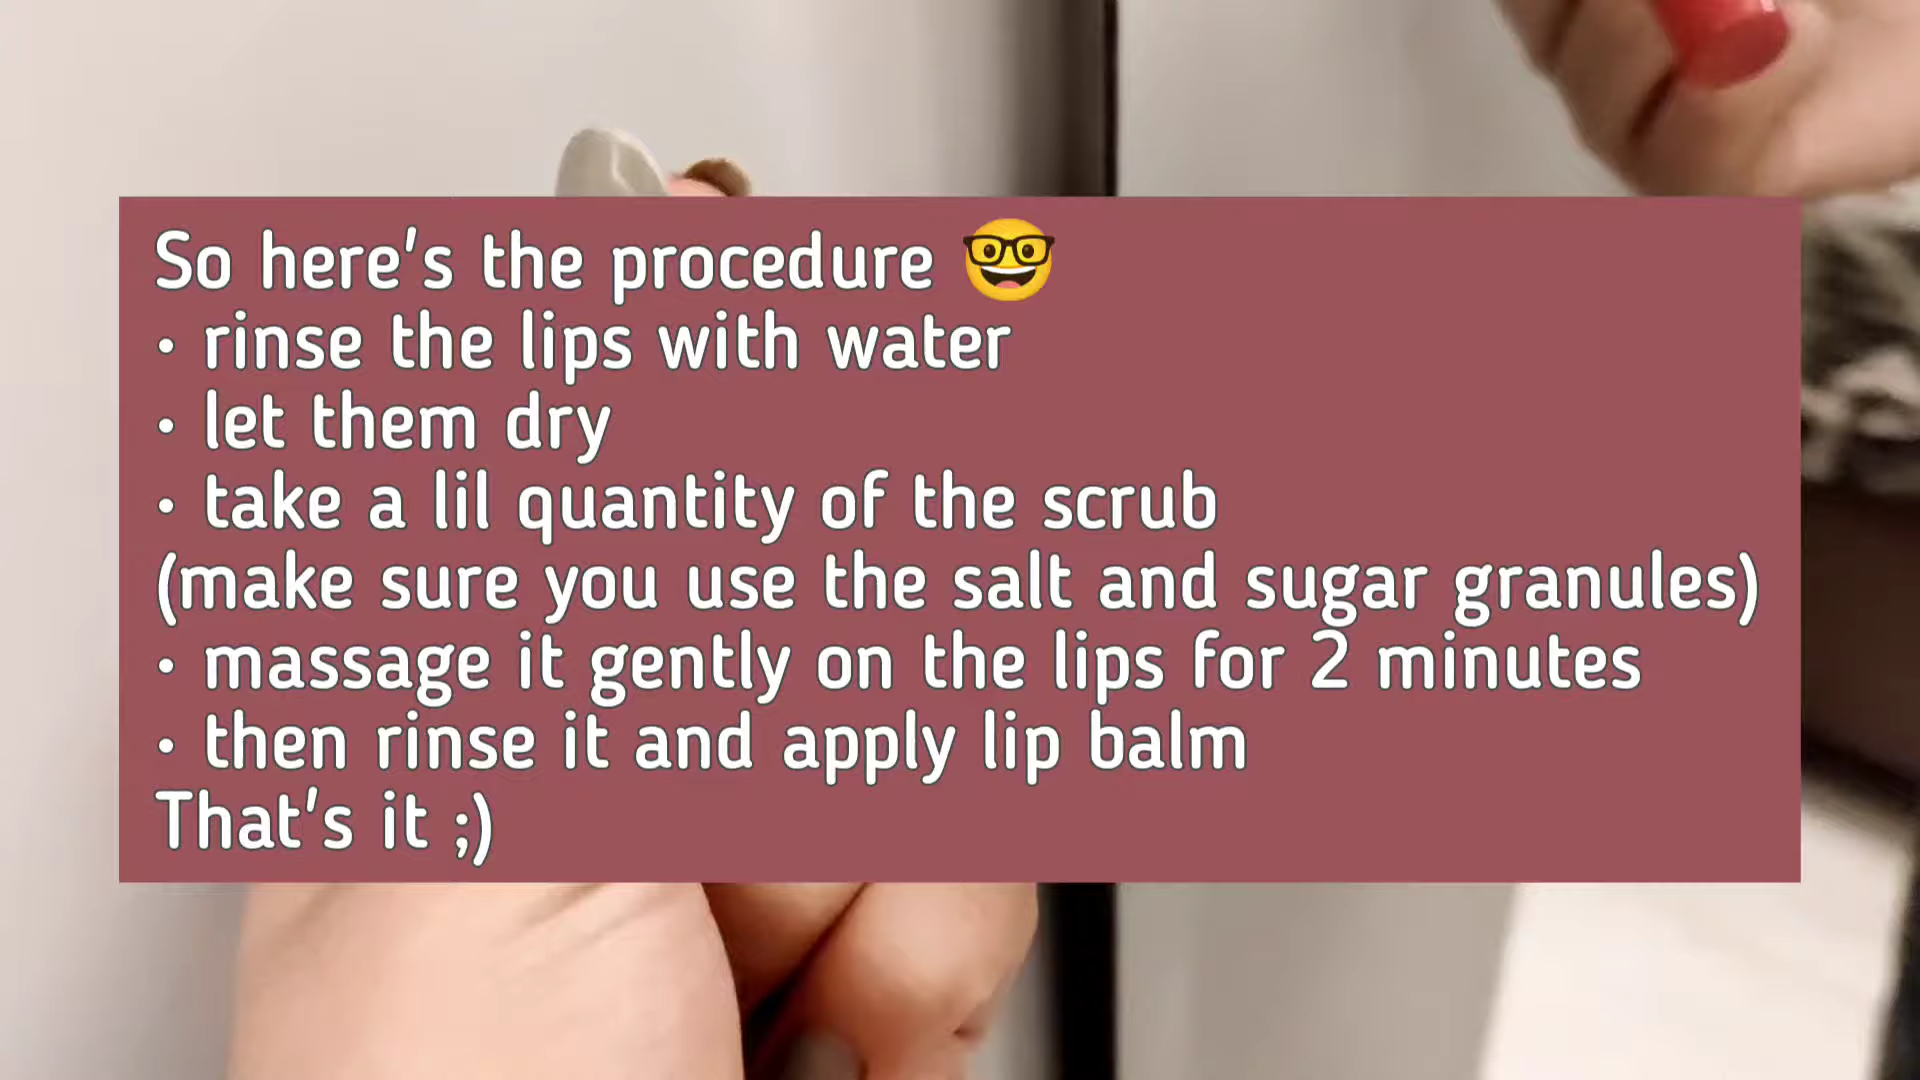 So here's the procedure 🤓
• rinse the lips with water
• let them dry
• take a lil quantity of the scrub
(make sure you use the salt and sugar granules)
• massage it gently on the lips for 2 minutes
• then rinse it and apply lip balm
That's it ;)